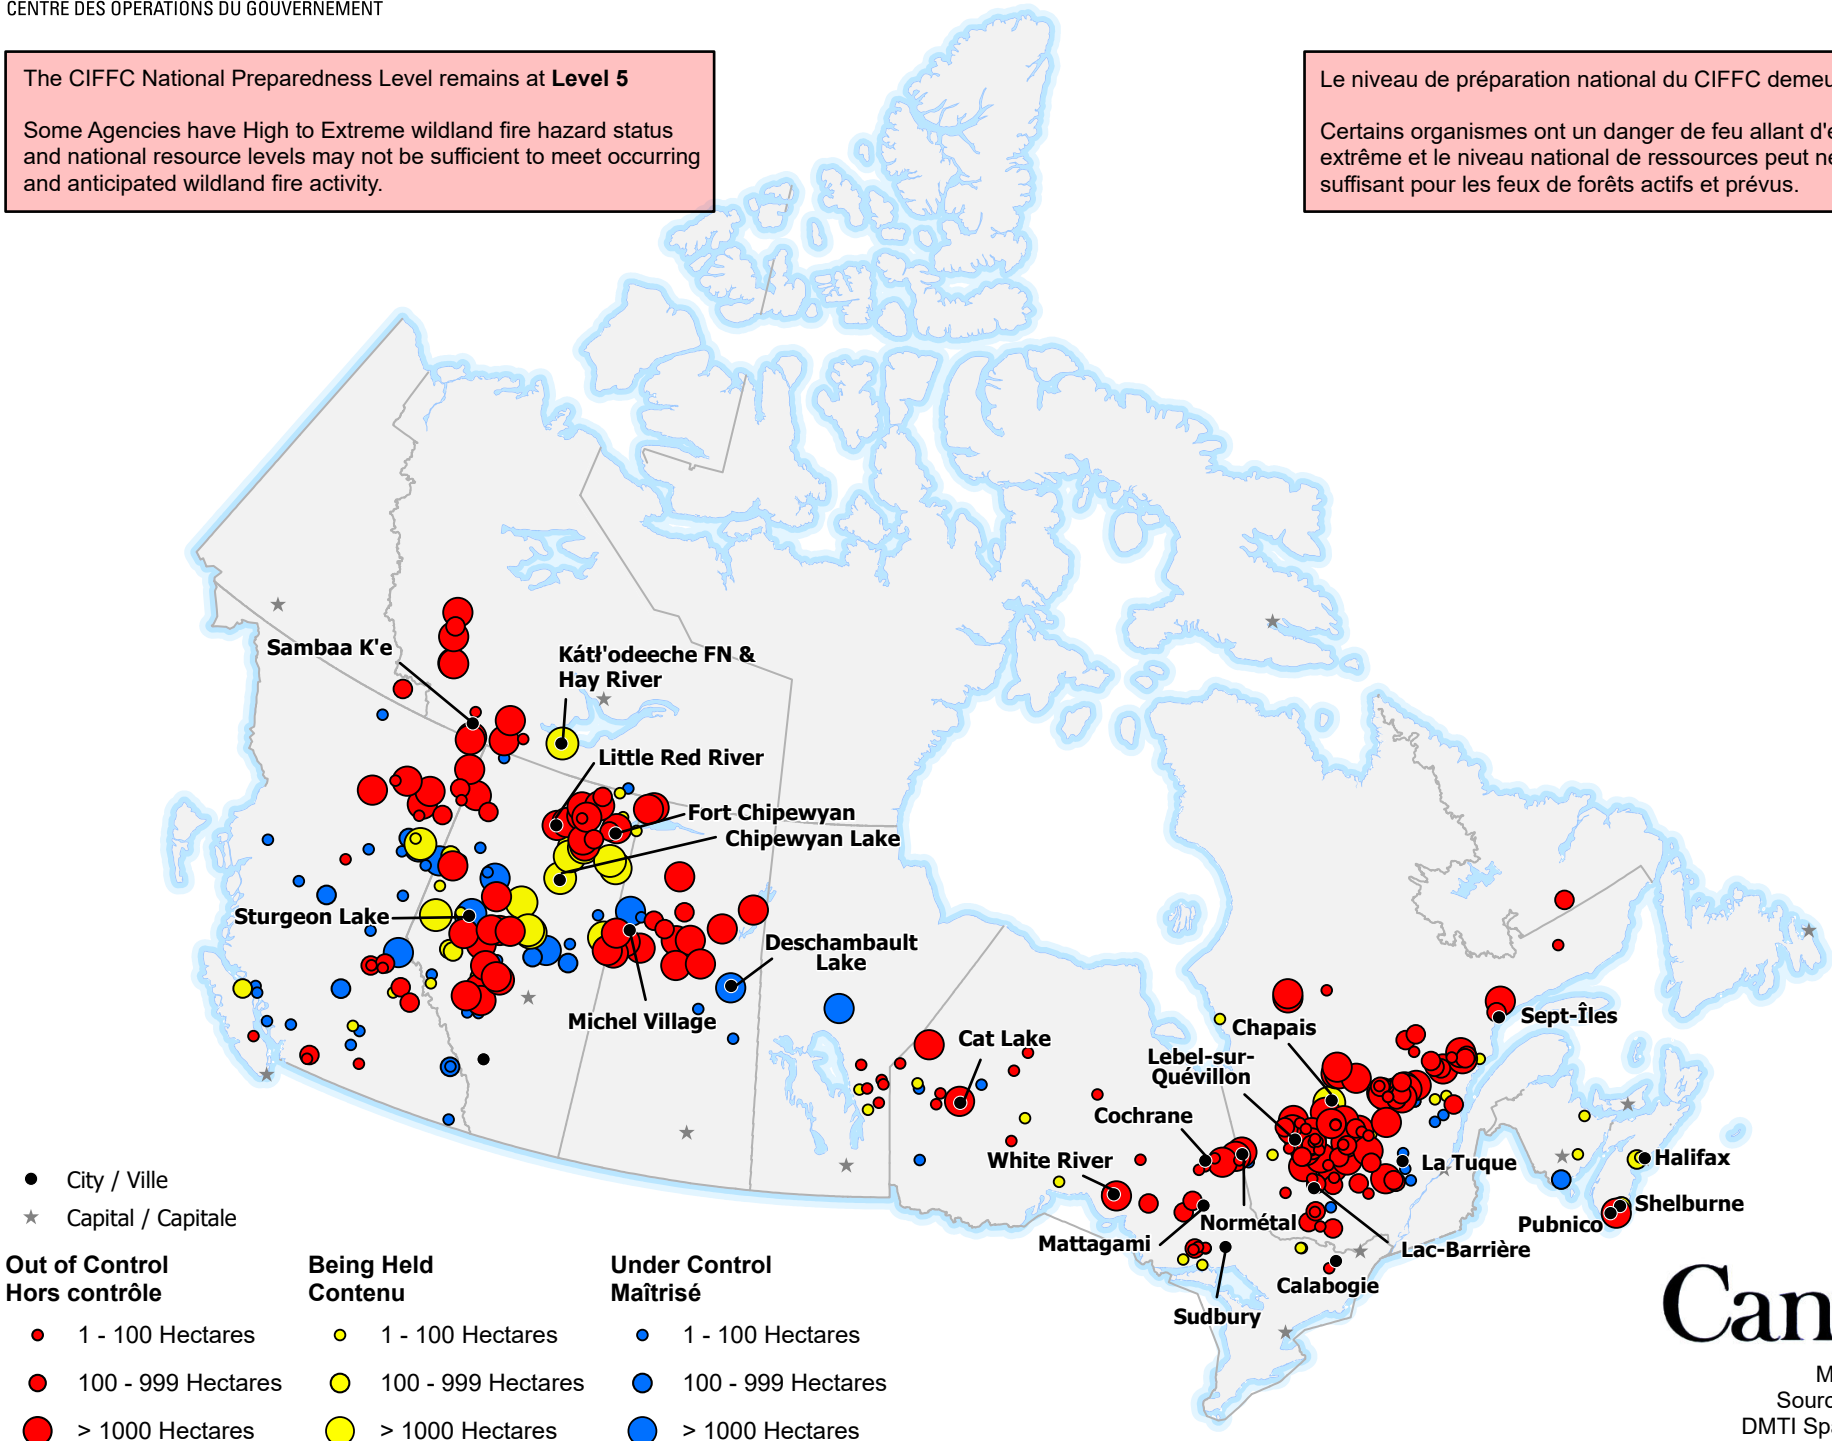 CENTRE DES OPÉRATIONS DU GOUVERNEMENT
The CIFFC National Preparedness Level remains at Level 5
Some Agencies have High to Extreme wildland fire hazard status
and national resource levels may not be sufficient to meet occurring
and anticipated wildland fire activity.
Le niveau de préparation national du CIFFC
Certains organismes ont un danger de feu allant
extrême et le niveau national de ressources peut
suffisant pour les feux de forêts actifs et prévus.
Sambaa K'e
Kátł'odeeche FN &
Hay River
Little Red River
Fort Chipewyan
Chipewyan Lake
Sturgeon Lake
Deschambault
Lake
Michel Village
Cat Lake
Chapais
Sept-Îles
Lebel-sur-
Quévillon
Cochrane
White River
La Tuque
Halifax
Shelburne
Pubnico
Normétal
Mattagami
Lac-Barrière
Calabogie
Sudbury
City / Ville
Capital / Capitale
Out of Control
Hors contrôle
1 - 100 Hectares
100 - 999 Hectares
> 1000 Hectares
Being Held
Contenu
1 - 100 Hectares
100 - 999 Hectares
> 1000 Hectares
Under Control
Maîtrisé
1 - 100 Hectares
100 - 999 Hectares
> 1000 Hectares
Can
DMTI